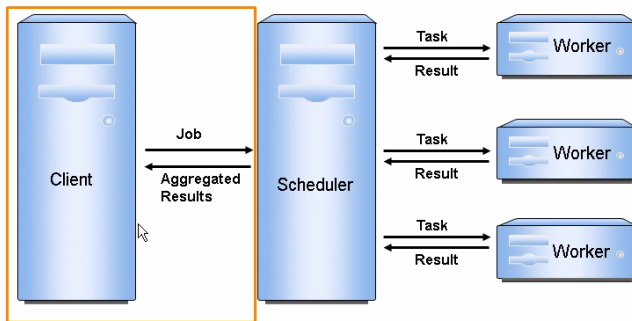 Client
Job
Aggregated
Results
Scheduler
Task
Result
Worker
Task
Result
Worker
Task
Result
Worker